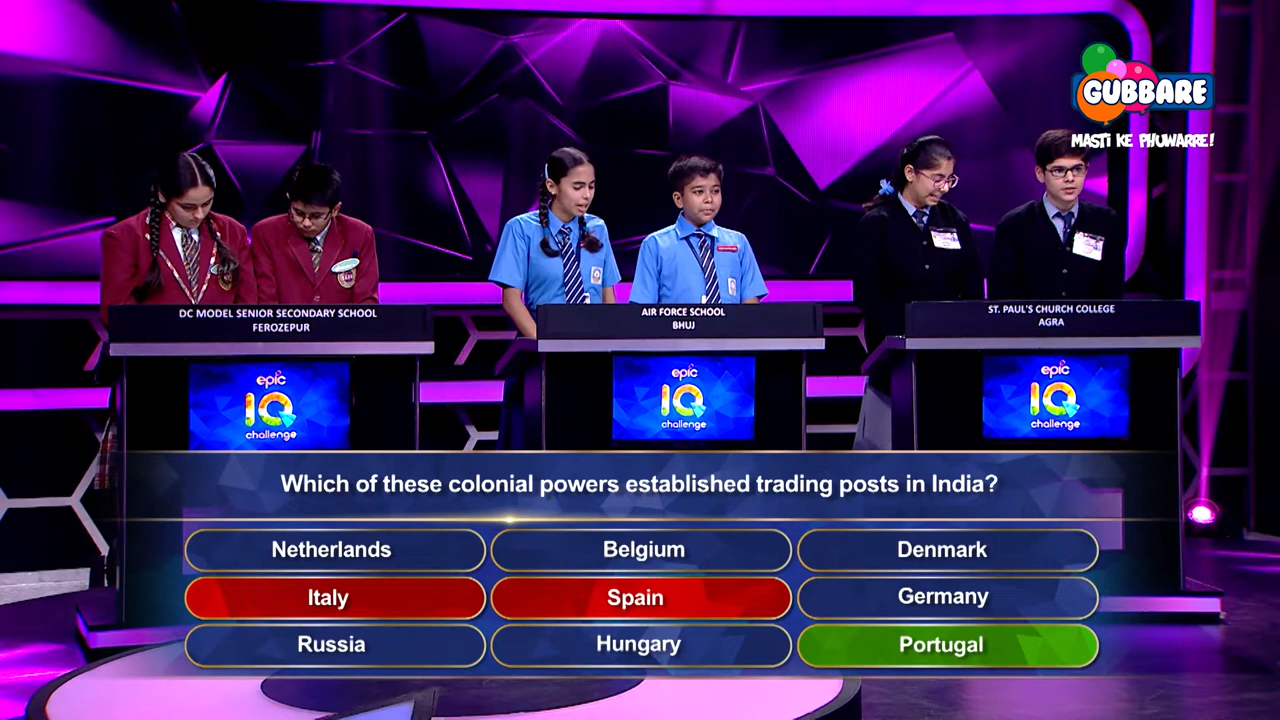 GUBBARE
MASTI KE PHUWARRE!
DC MODEL SENIOR SECONDARY SCHOOL
FEROZEPUR
AIR FORCE SCHOOL
BHUJ
ST. PAUL'S CHURCH COLLEGE
AGRA
epic
IQ
challenge
epic
IQ
challenge
epic
IQ
challenge
Which of these colonial powers established trading posts in India?
Netherlands
Belgium
Denmark
Italy
Spain
Germany
Russia
Hungary
Portugal